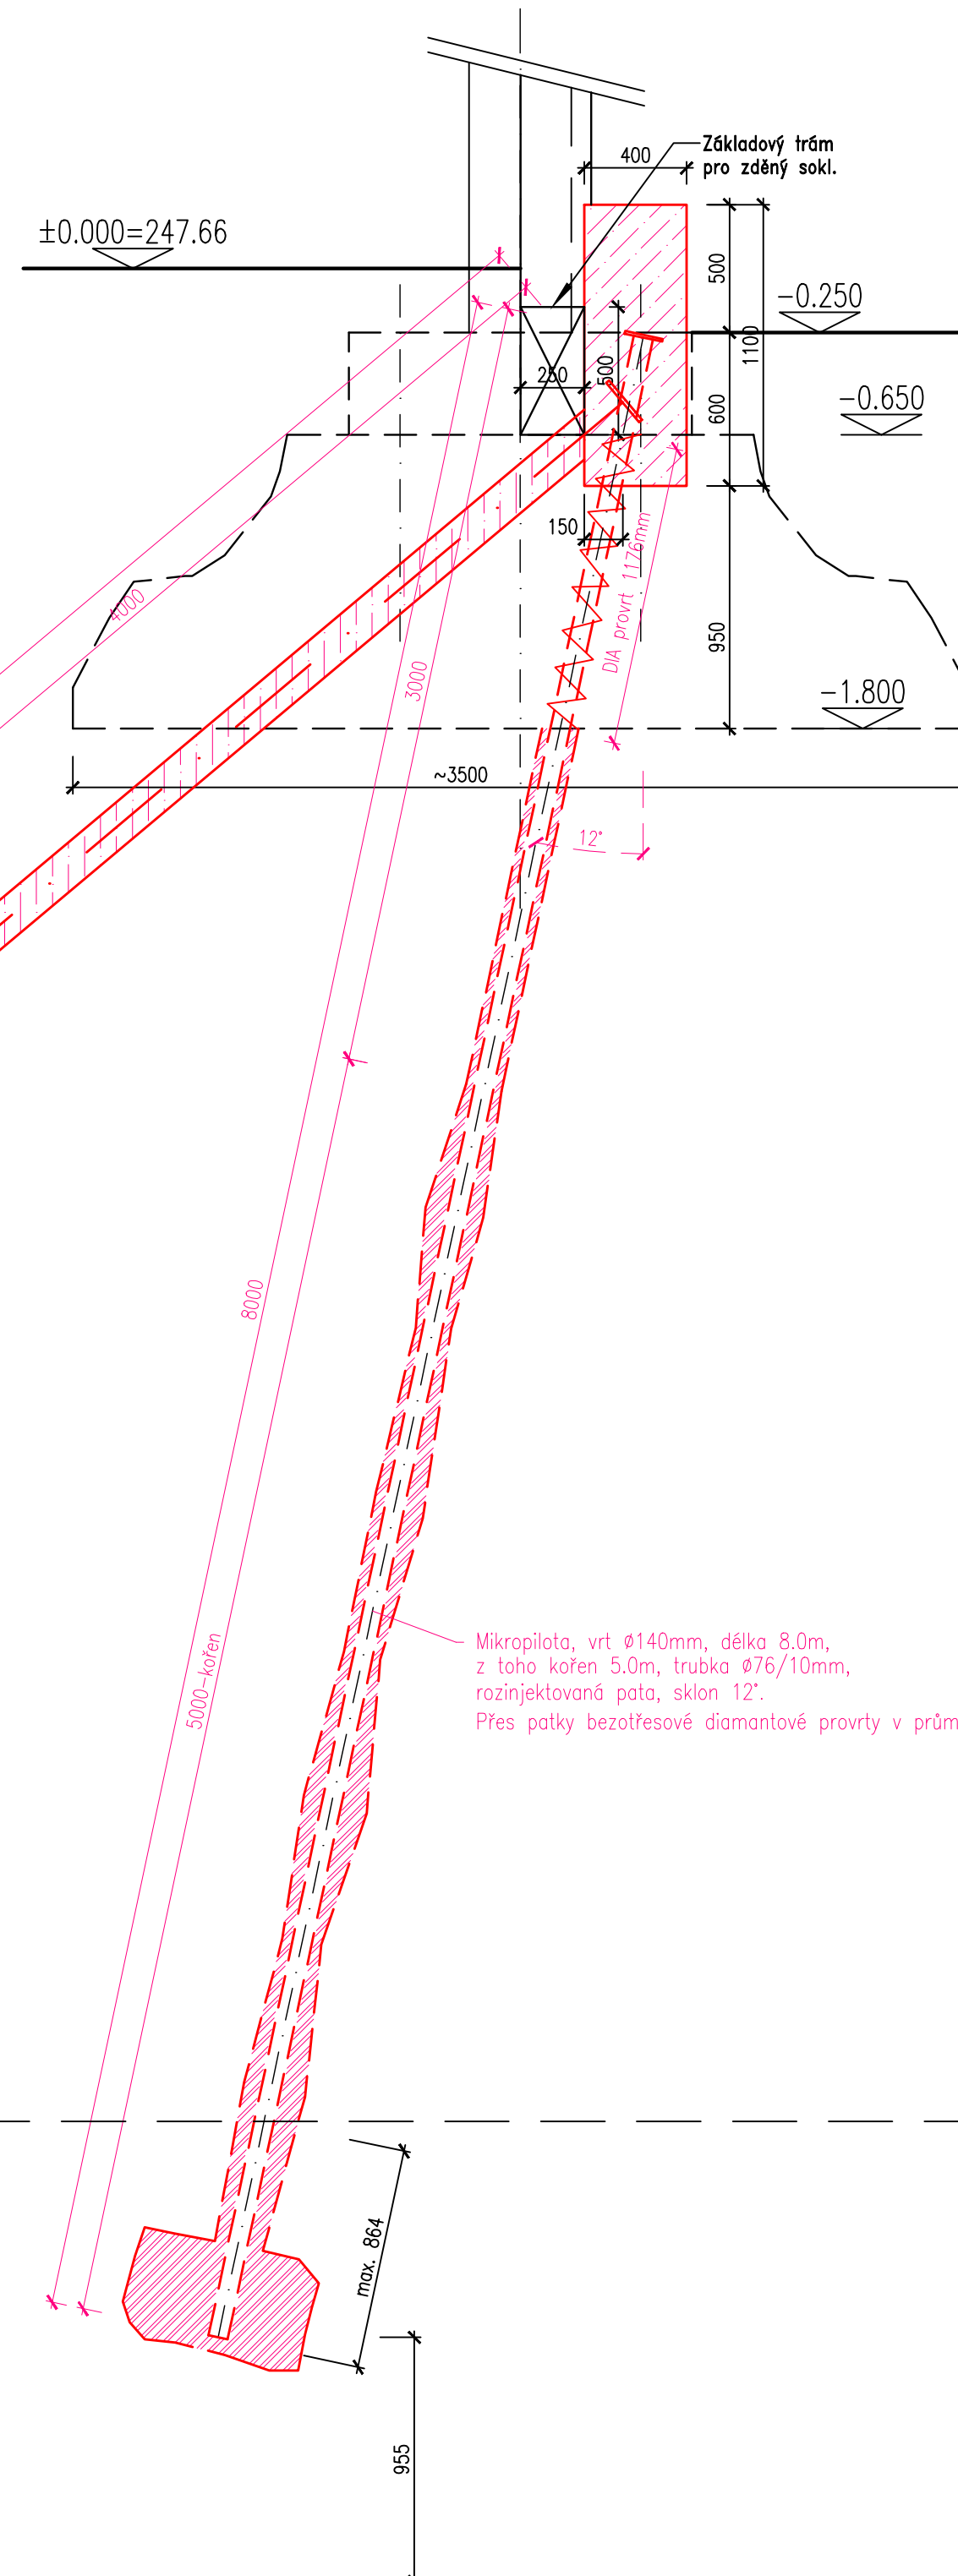 Základový trám
pro zděný sokl.
400
±0.000=247.66
500
-0.250
1100
250
500
600
-0.650
150
DIA provrt 1176mm
4000
3000
950
-1.800
~3500
12°
8000
5000-kořen
Mikropilota, vrt ø140mm, délka 8.0m,
z toho kořen 5.0m, trubka ø76/10mm,
rozinjektovaná pata, sklon 12°.
Přes patky bezotřesové diamantové provrty v prům
max. 864
955